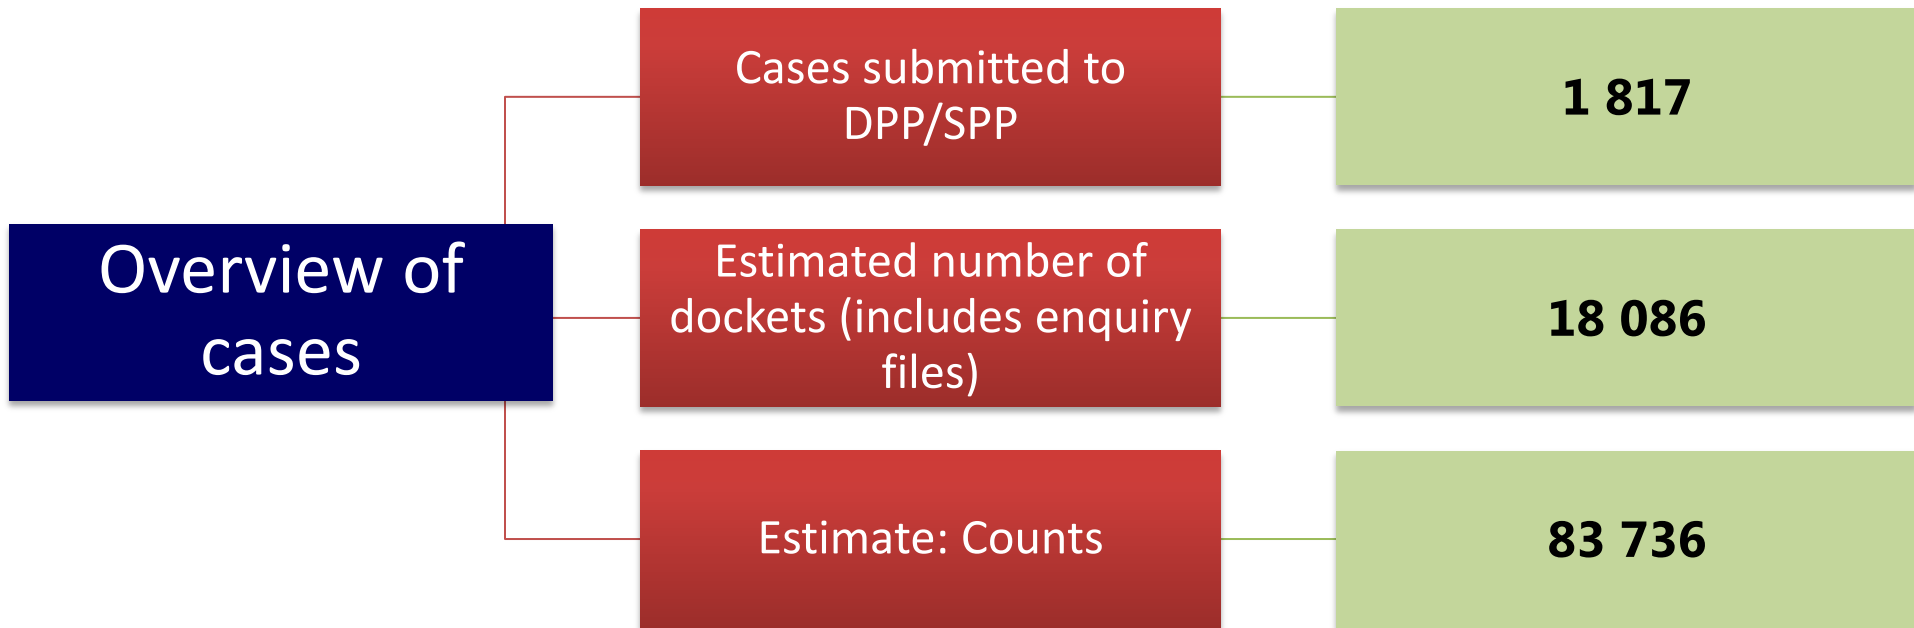 Overview of
cases
Cases submitted to
DPP/SPP
1 817
Estimated number of
dockets (includes enquiry
files)
18 086
Estimate: Counts
83 736